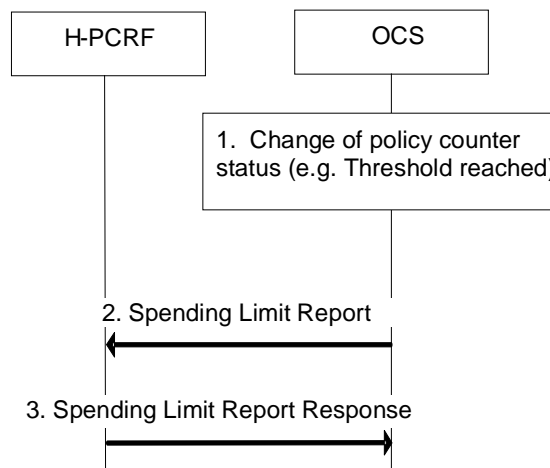 H-PCRF
OCS
1. Change of policy counter
status (e.g. Threshold reached)
2. Spending Limit Report
3. Spending Limit Report Response